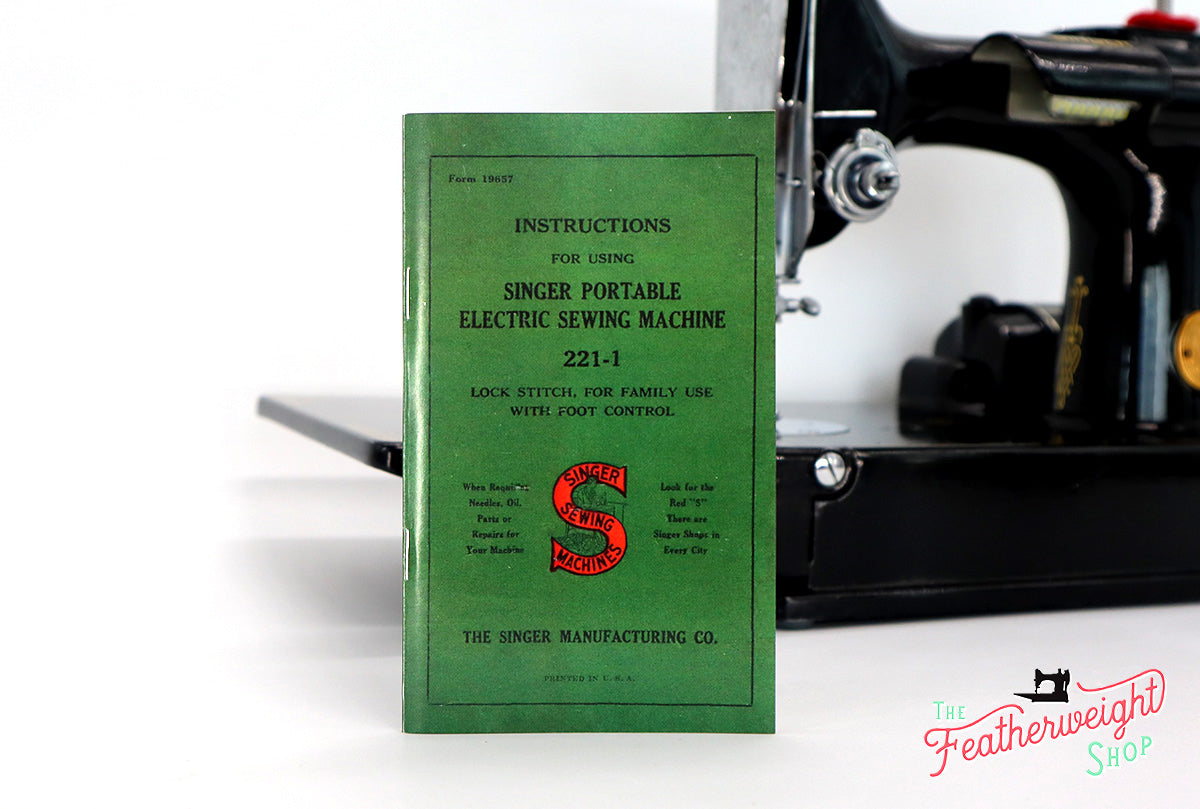 Form 19657
INSTRUCTIONS
FOR USING
SINGER PORTABLE
ELECTRIC SEWING MACHINE
221-1
LOCK STITCH, FOR FAMILY USE
WITH FOOT CONTROL
When Requiring
Needles, Oil,
Parts or
Repairs for
Your Machine
SINGER
SEWING
MACHINES
Look for the
Red "S"
There are
Singer Shops in
Every City
THE SINGER MANUFACTURING CO.
PRINTED IN U. S. A.
THE
Featherweight
SHOP